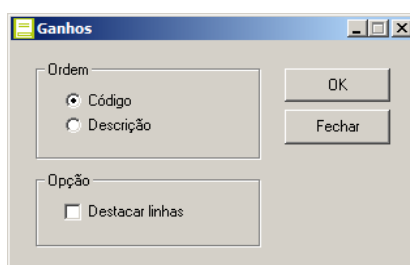 Ganhos
Ordem
Código
Descrição
OK
Fechar
Opção
Destacar linhas